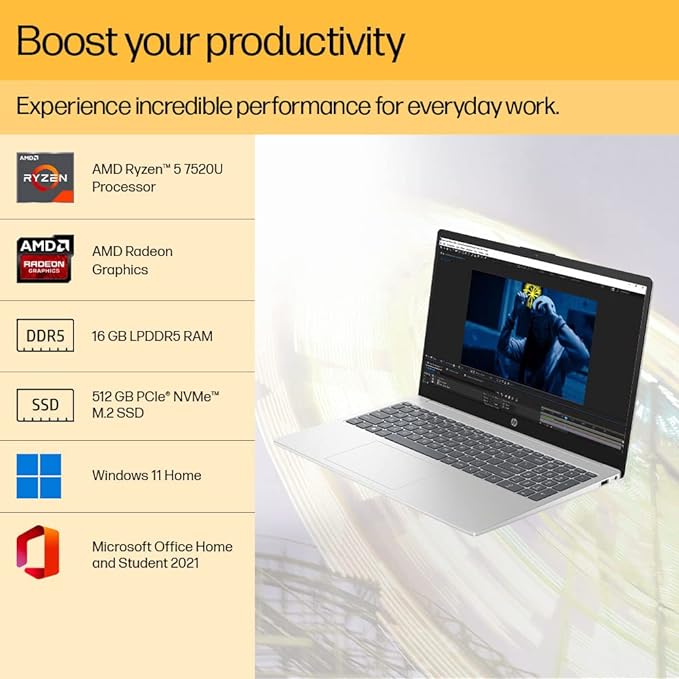 Boost your productivity
Experience incredible performance for everyday work.
AMD
RYZEN
AMD Ryzen™ 5 7520U
Processor
AMD
RADEON
GRAPHICS
AMD Radeon
Graphics
DDR5
16 GB LPDDR5 RAM
SSD
512 GB PCIe® NVMe™
M.2 SSD
Windows 11 Home
Microsoft Office Home
and Student 2021
hp